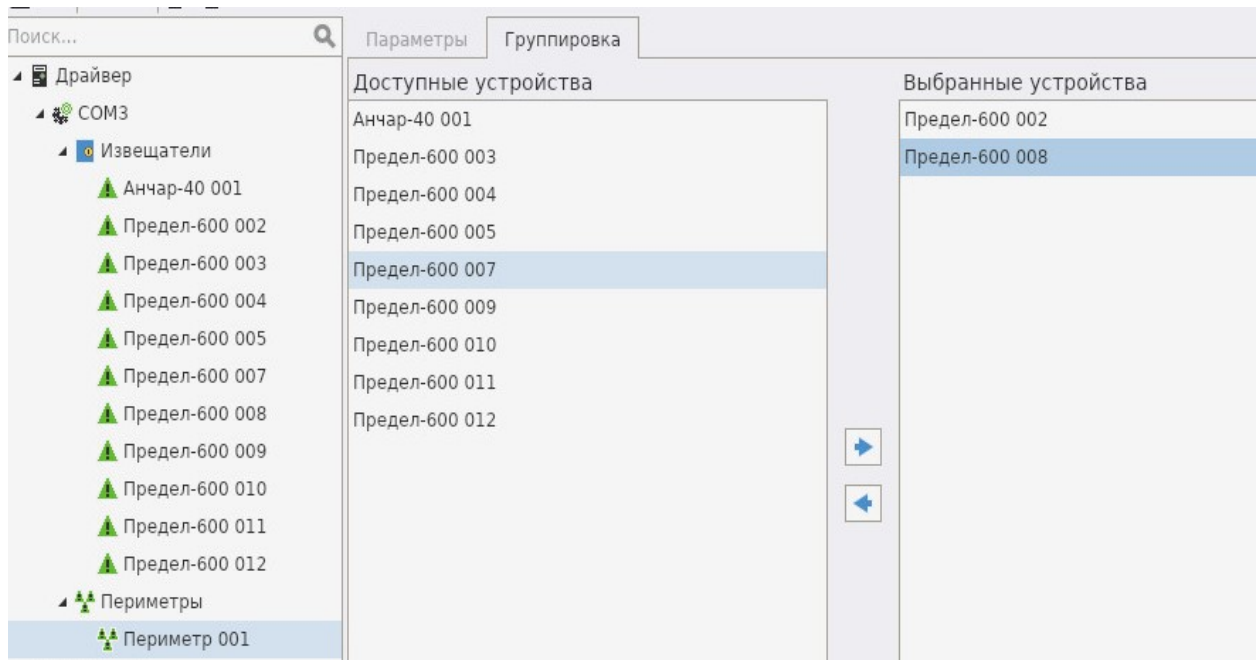 Поиск...
Параметры
Группировка
Драйвер
COM3
Извещатели
Анчар-40 001
Предел-600 002
Предел-600 003
Предел-600 004
Предел-600 005
Предел-600 007
Предел-600 008
Предел-600 009
Предел-600 010
Предел-600 011
Предел-600 012
Периметры
Периметр 001
Доступные устройства
Анчар-40 001
Предел-600 003
Предел-600 004
Предел-600 005
Предел-600 007
Предел-600 009
Предел-600 010
Предел-600 011
Предел-600 012
Выбранные устройства
Предел-600 002
Предел-600 008